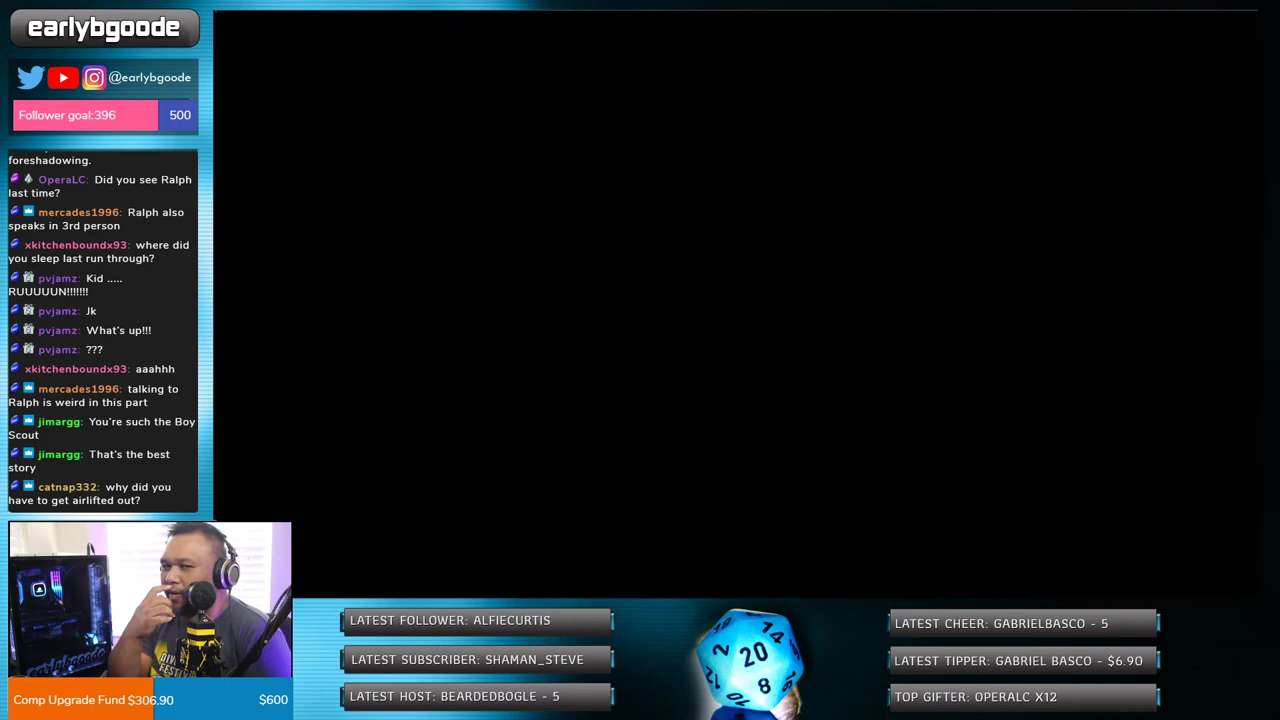 earlybgoode
@earlybgoode
Follower goal:396 500
foreshadowing.
OperaLC: Did you see Ralph
last time?
mercades1996: Ralph also
speaks in 3rd person
xkitchenboundx93: where did
you sleep last run through?
pvjamz: Kid .....
RUUUUUN!!!!!!!
pvjamz: Jk
pvjamz: What's up!!!
pvjamz: ???
xkitchenboundx93: aaahhh
mercades1996: talking to
Ralph is weird in this part
jimargg: You're such the Boy
Scout
jimargg: That's the best
story
catnap332: why did you
have to get airlifted out?
earlybgoode
Comp Upgrade Fund $306.90 $600
LATEST FOLLOWER: ALFIECURTIS
LATEST SUBSCRIBER: SHAMAN_STEVE
LATEST HOST: BEARDEDBOGLE - 5
2
14
20
8
LATEST CHEER: GABRIELBASCO - 5
LATEST TIPPER: GABRIEL BASCO - $6.90
TOP GIFTER: OPERALC X12